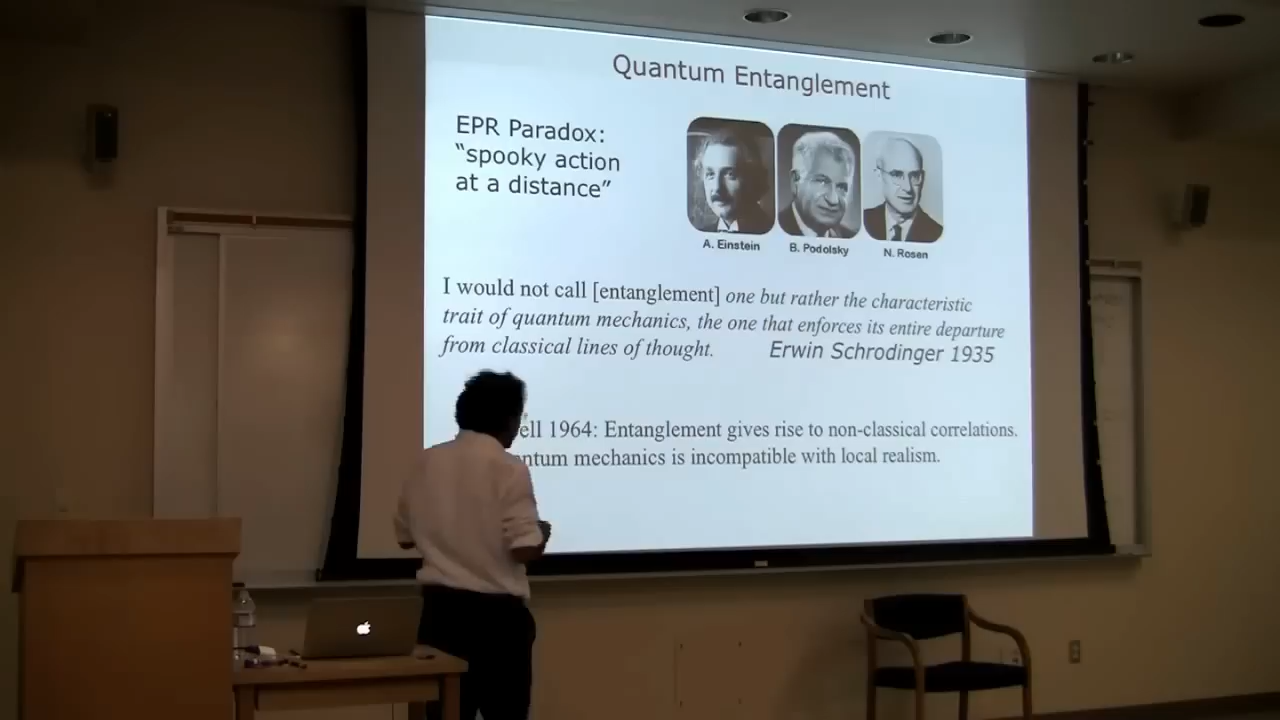 Quantum Entanglement
EPR Paradox:
“spooky action
at a distance”
A. Einstein
B. Podolsky
N. Rosen
I would not call [entanglement] one but rather the characteristic
trait of quantum mechanics, the one that enforces its entire departure
from classical lines of thought.
Erwin Schrodinger 1935
1964: Entanglement gives rise to non-classical correlations.
mechanics is incompatible with local realism.